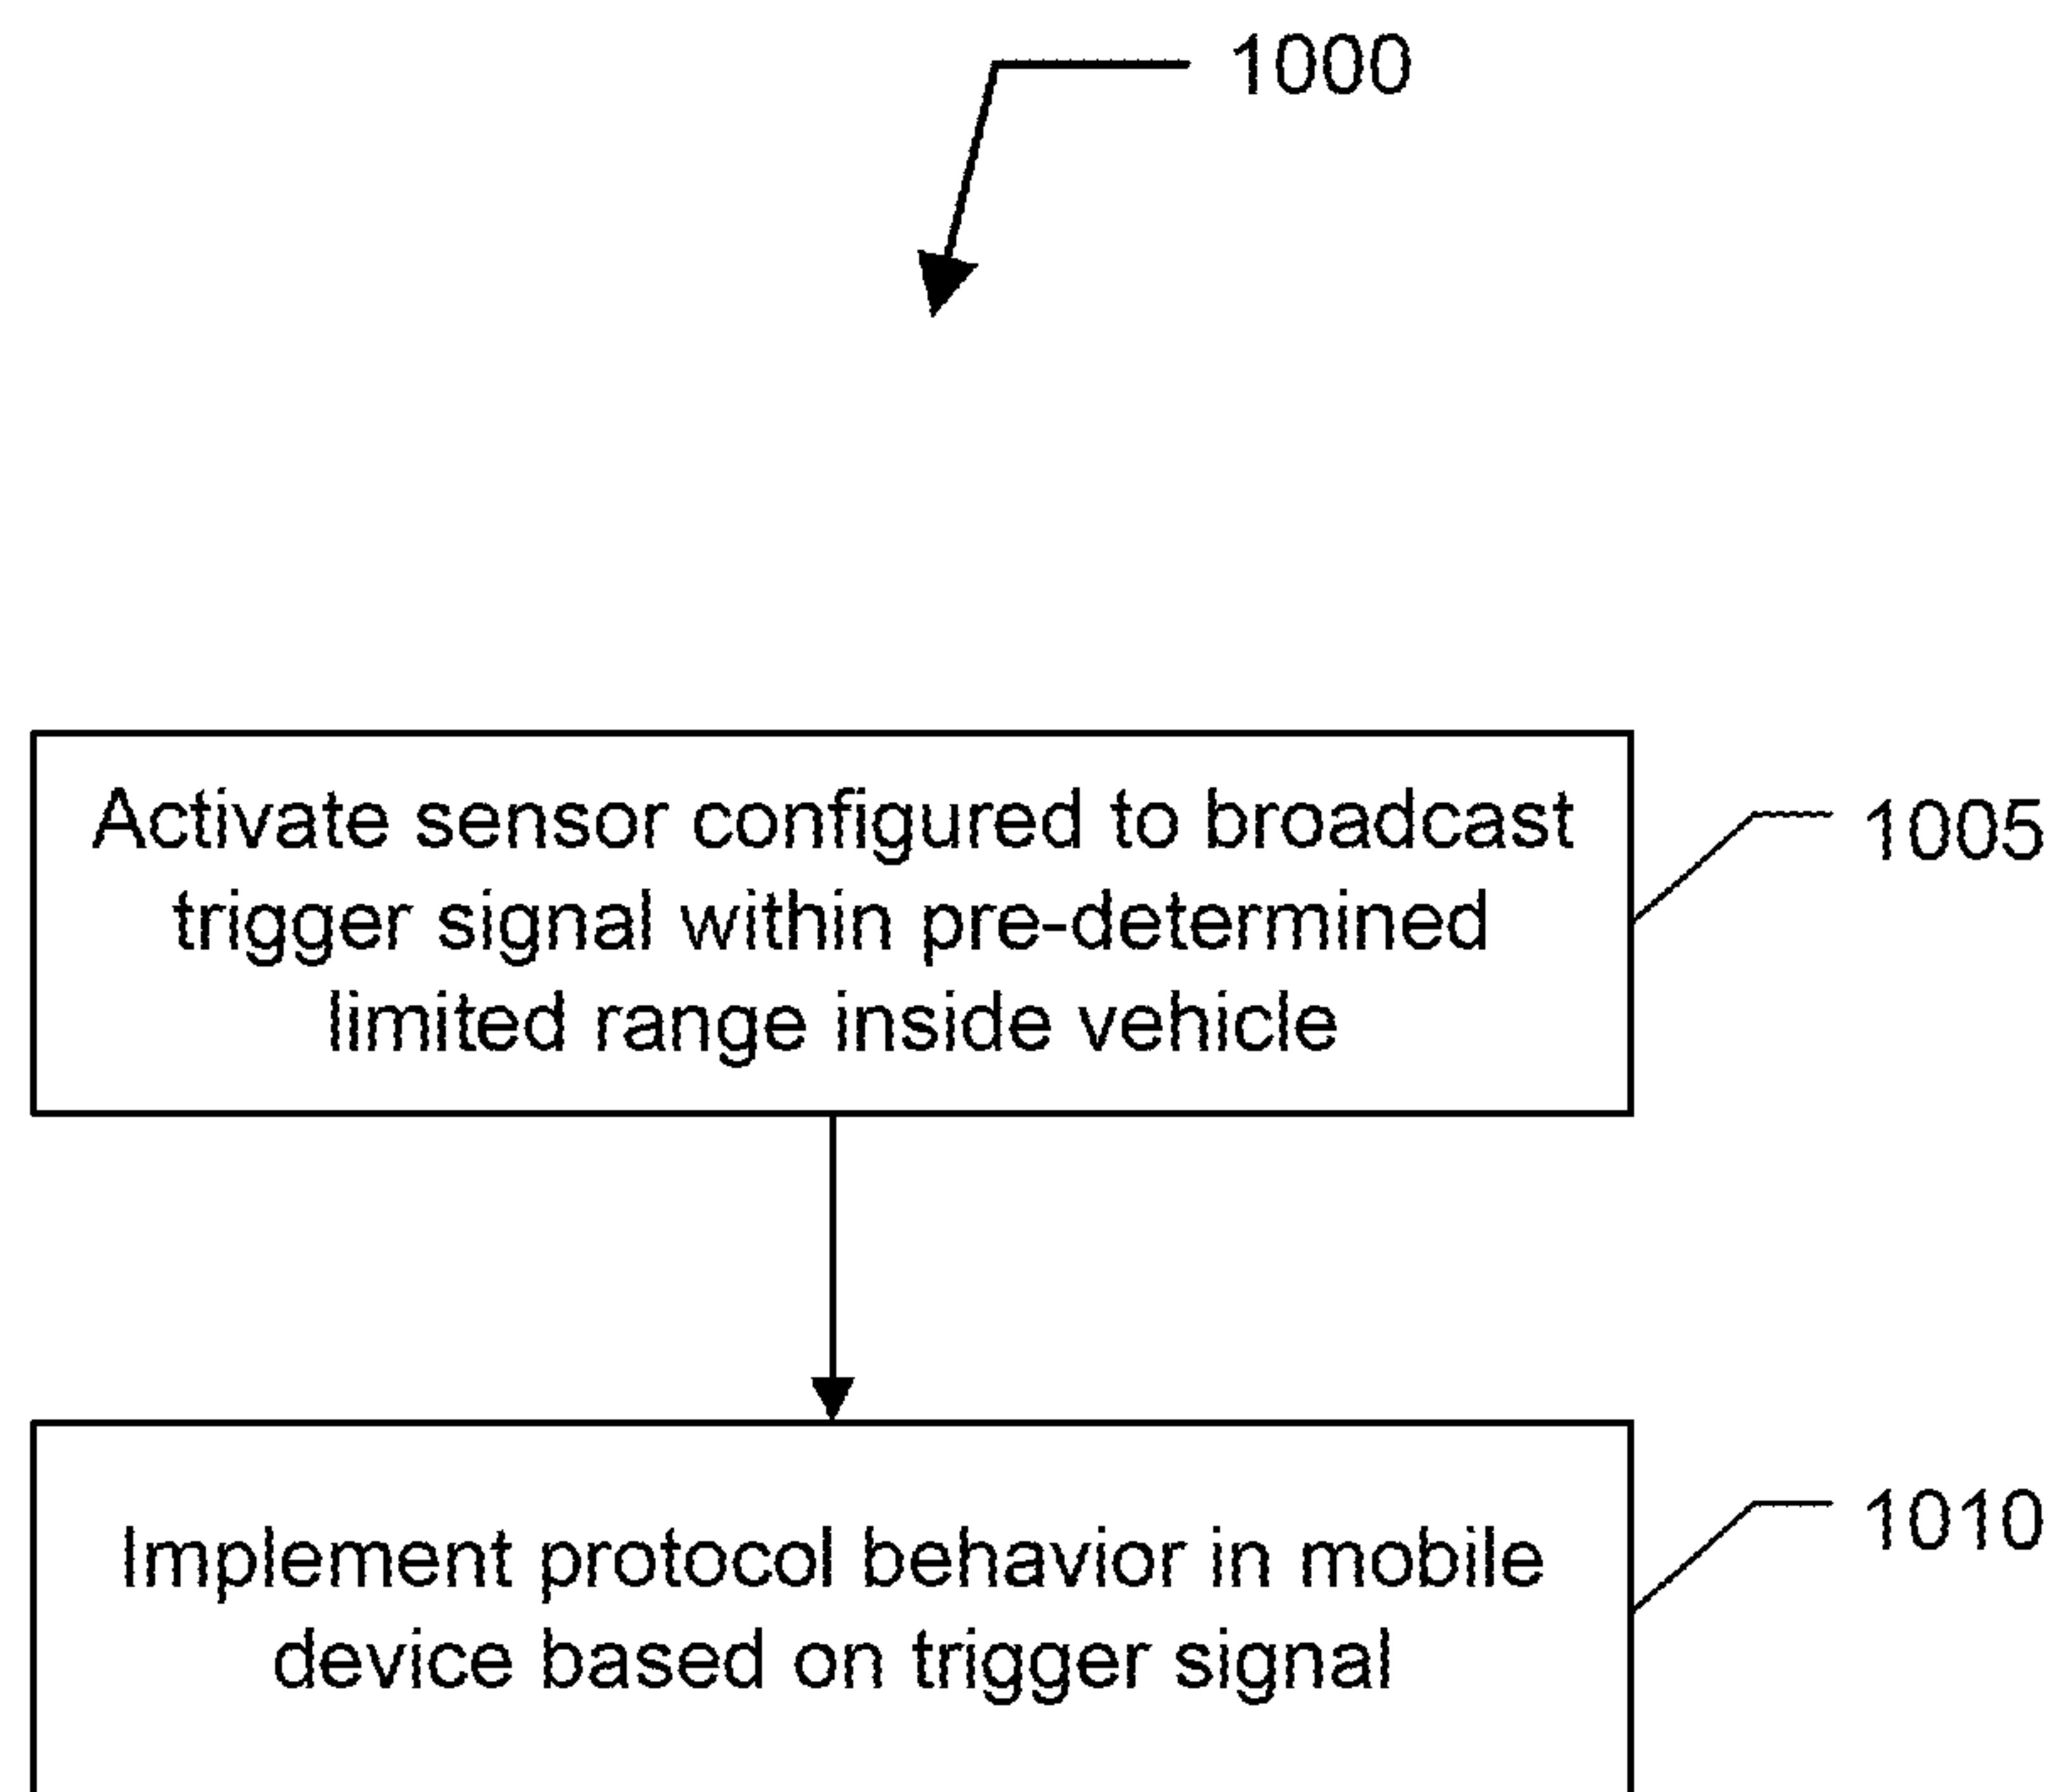 1000
Activate sensor configured to broadcast
trigger signal within pre-determined
limited range inside vehicle
1005
Implement protocol behavior in mobile
device based on trigger signal
1010